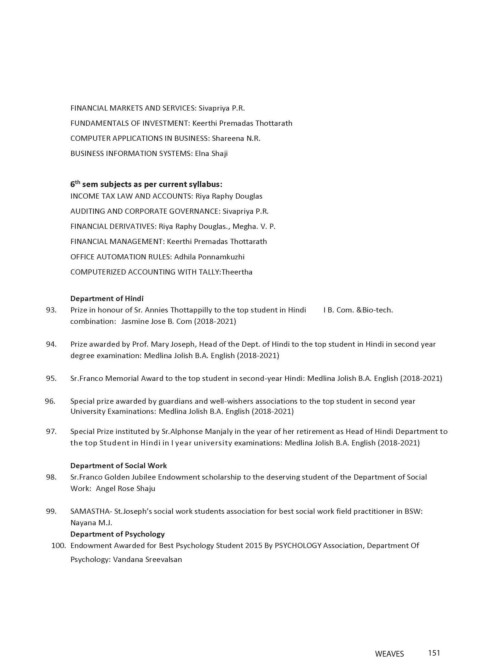 FINANCIAL MARKETS AND SERVICES: Sivapriya P.R.
FUNDAMENTALS OF INVESTMENT: Keerthi Premadas Thottarath
COMPUTER APPLICATIONS IN BUSINESS: Shareena N.R.
BUSINESS INFORMATION SYSTEMS: Elna Shaji
6th sem subjects as per current syllabus:
INCOME TAX LAW AND ACCOUNTS: Riya Raphy Douglas
AUDITING AND CORPORATE GOVERNANCE: Sivapriya P.R.
FINANCIAL DERIVATIVES: Riya Raphy Douglas., Megha. V. P.
FINANCIAL MANAGEMENT: Keerthi Premadas Thottarath
OFFICE AUTOMATION RULES: Adhila Ponnamkuzhi
COMPUTERIZED ACCOUNTING WITH TALLY:Theertha
Department of Hindi
93. Prize in honour of Sr. Annies Thottappilly to the top student in Hindi I B. Com. &Bio-tech.
combination: Jasmine Jose B. Com (2018-2021)
94. Prize awarded by Prof. Mary Joseph, Head of the Dept. of Hindi to the top student in Hindi in second year
degree examination: Medlina Jolish B.A. English (2018-2021)
95. Sr.Franco Memorial Award to the top student in second-year Hindi: Medlina Jolish B.A. English (2018-2021)
96. Special prize awarded by guardians and well-wishers associations to the top student in second year
University Examinations: Medlina Jolish B.A. English (2018-2021)
97. Special Prize instituted by Sr.Alphonse Manjaly in the year of her retirement as Head of Hindi Department to
the top Student in Hindi in I year university examinations: Medlina Jolish B.A. English (2018-2021)
Department of Social Work
98. Sr.Franco Golden Jubilee Endowment scholarship to the deserving student of the Department of Social
Work: Angel Rose Shaju
99. SAMASTHA- St.Joseph's social work students association for best social work field practitioner in BSW:
Nayana M.J.
Department of Psychology
100. Endowment Awarded for Best Psychology Student 2015 By PSYCHOLOGY Association, Department Of
Psychology: Vandana Sreevalsan
WEAVES 151